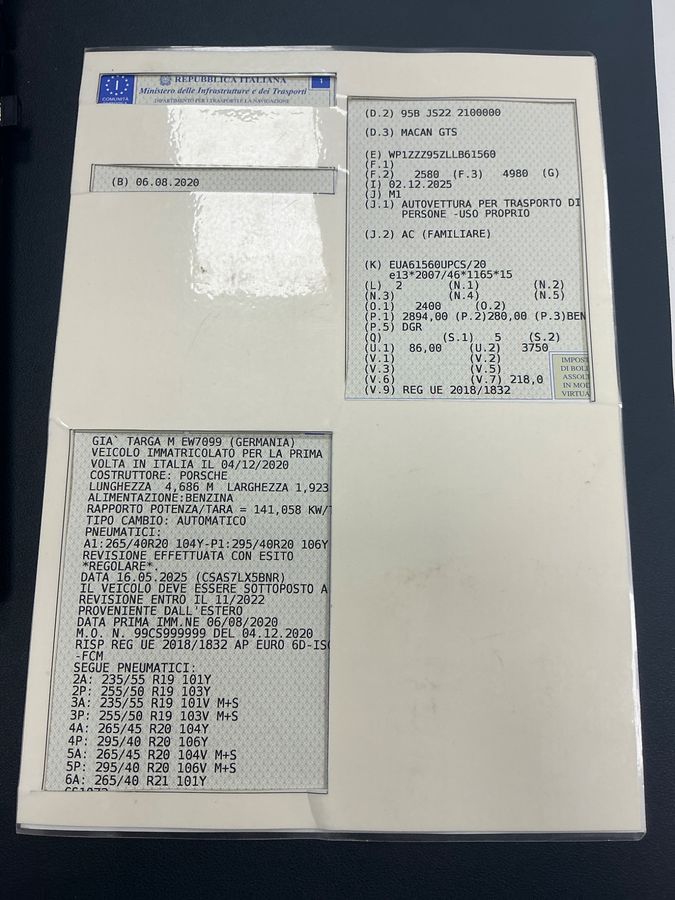 I
COMUNITÀ
REPUBBLICA ITALIANA
Ministero delle Infrastrutture e dei Trasporti
DIPARTIMENTO PER I TRASPORTI E LA NAVIGAZIONE
I
(B) 06.08.2020
(D.2) 95B JS22 2100000
(D.3) MACAN GTS
(E) WP1ZZZ95ZLLB61560
(F.1)
(F.2) 2580 (F.3) 4980 (G)
(I) 02.12.2025
(J) M1
(J.1) AUTOVETTURA PER TRASPORTO DI
PERSONE -USO PROPRIO
(J.2) AC (FAMILIARE)
(K) EUA61560UPCS/20
e13*2007/46*1165*15
(L) 2 (N.1) (N.2)
(N.3) (N.4) (N.5)
(O.1) 2400 (O.2)
(P.1) 2894,00 (P.2)280,00 (P.3)BEN
(P.5) DGR
(Q) (S.1) 5 (S.2)
(U.1) 86,00 (U.2) 3750
(V.1) (V.2)
(V.3) (V.5)
(V.6) (V.7) 218,0
(V.9) REG UE 2018/1832
IMPOST
DI BOLL
ASSOL
IN MOD
VIRTUA
GIA` TARGA M EW7099 (GERMANIA)
VEICOLO IMMATRICOLATO PER LA PRIMA
VOLTA IN ITALIA IL 04/12/2020
COSTRUTTORE: PORSCHE
LUNGHEZZA 4,686 M LARGHEZZA 1,923
ALIMENTAZIONE:BENZINA
RAPPORTO POTENZA/TARA = 141,058 KW/T
TIPO CAMBIO: AUTOMATICO
PNEUMATICI:
A1:265/40R20 104Y-P1:295/40R20 106Y
REVISIONE EFFETTUATA CON ESITO
*REGOLARE*.
DATA 16.05.2025 (CSAS7LX5BNR)
IL VEICOLO DEVE ESSERE SOTTOPOSTO A
REVISIONE ENTRO IL 11/2022
PROVENIENTE DALL'ESTERO
DATA PRIMA IMM.NE 06/08/2020
M.O. N. 99CS999999 DEL 04.12.2020
RISP REG UE 2018/1832 AP EURO 6D-ISC
-FCM
SEGUE PNEUMATICI:
2A: 235/55 R19 101Y
2P: 255/50 R19 103Y
3A: 235/55 R19 101V M+S
3P: 255/50 R19 103V M+S
4A: 265/45 R20 104Y
4P: 295/40 R20 106Y
5A: 265/45 R20 104V M+S
5P: 295/40 R20 106V M+S
6A: 265/40 R21 101Y